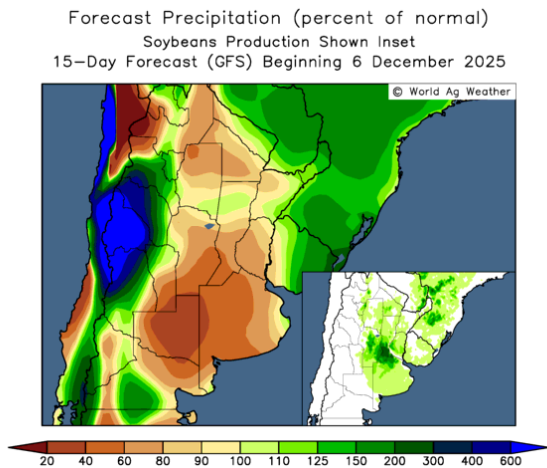 Forecast Precipitation (percent of normal)
Soybeans Production Shown Inset
15-Day Forecast (GFS) Beginning 6 December 2025
© World Ag Weather
20 40 60 80 90 100 110 125 150 200 300 400 600